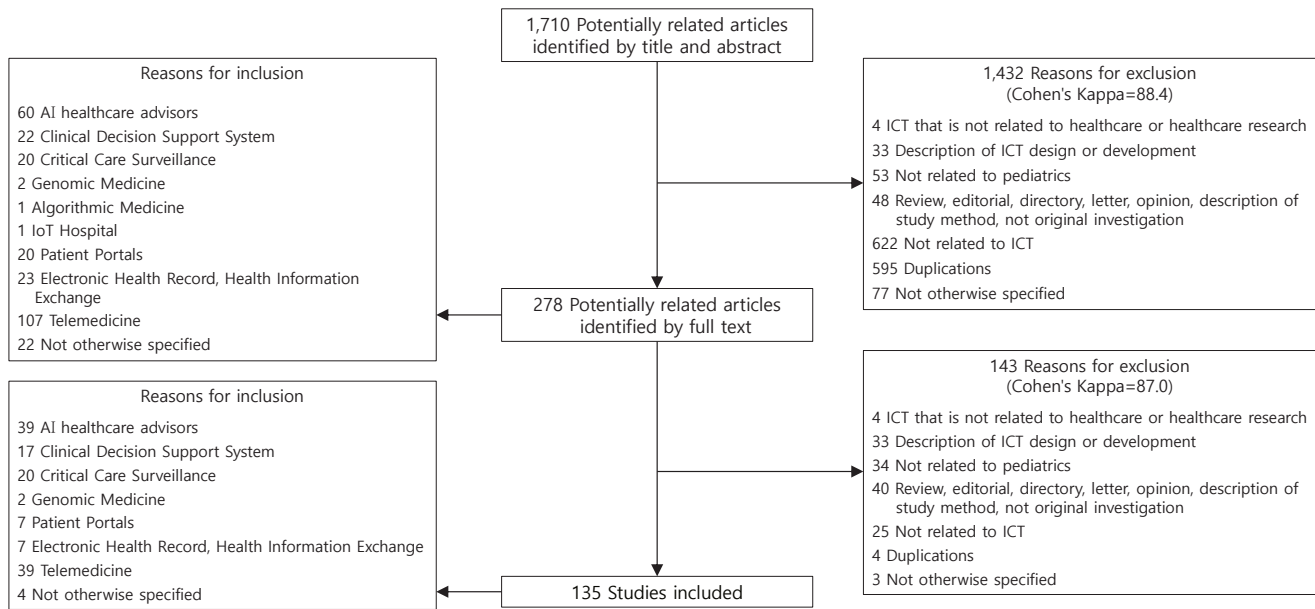 1,710 Potentially related articles
identified by title and abstract
Reasons for inclusion
60 AI healthcare advisors
22 Clinical Decision Support System
20 Critical Care Surveillance
2 Genomic Medicine
1 Algorithmic Medicine
1 IoT Hospital
20 Patient Portals
23 Electronic Health Record, Health Information
Exchange
107 Telemedicine
22 Not otherwise specified
1,432 Reasons for exclusion
(Cohen's Kappa=88.4)
4 ICT that is not related to healthcare or healthcare research
33 Description of ICT design or development
53 Not related to pediatrics
48 Review, editorial, directory, letter, opinion, description of
study method, not original investigation
622 Not related to ICT
595 Duplications
77 Not otherwise specified
278 Potentially related articles
identified by full text
Reasons for inclusion
39 AI healthcare advisors
17 Clinical Decision Support System
20 Critical Care Surveillance
2 Genomic Medicine
7 Patient Portals
7 Electronic Health Record, Health Information Exchange
39 Telemedicine
4 Not otherwise specified
143 Reasons for exclusion
(Cohen's Kappa=87.0)
4 ICT that is not related to healthcare or healthcare research
33 Description of ICT design or development
34 Not related to pediatrics
40 Review, editorial, directory, letter, opinion, description of
study method, not original investigation
25 Not related to ICT
4 Duplications
3 Not otherwise specified
135 Studies included